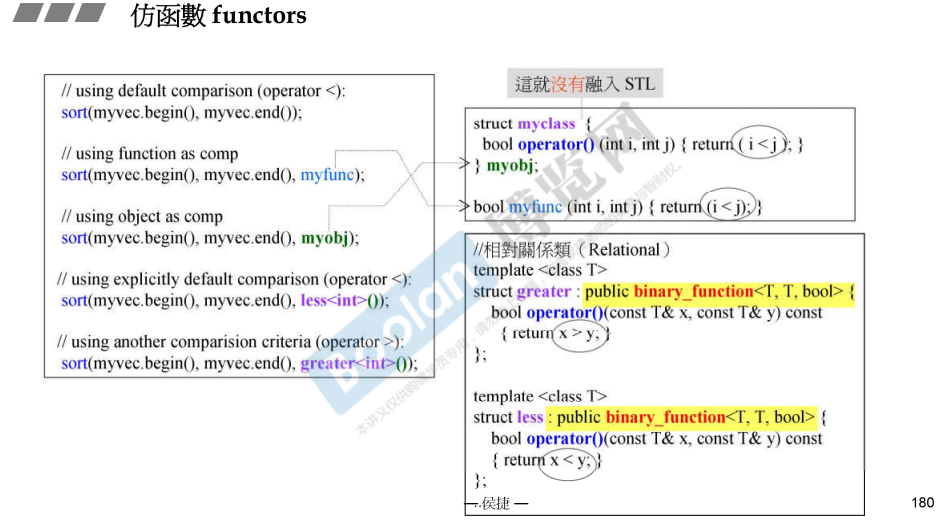 仿函數 functors
// using default comparison (operator <):
sort(myvec.begin(), myvec.end());
// using function as comp
sort(myvec.begin(), myvec.end(), myfunc);
// using object as comp
sort(myvec.begin(), myvec.end(), myobj);
// using explicitly default comparison (operator <):
sort(myvec.begin(), myvec.end(), less<int>());
// using another comparision criteria (operator >):
sort(myvec.begin(), myvec.end(), greater<int>());
這就沒有融入 STL
struct myclass {
bool operator() (int i, int j) { return ( i < j ); }
} myobj;
bool myfunc (int i, int j) { return (i < j); }
//相對關係類（Relational）
template <class T>
struct greater : public binary_function<T, T, bool> {
bool operator()(const T& x, const T& y) const
{ return x > y; }
};
template <class T>
struct less : public binary_function<T, T, bool> {
bool operator()(const T& x, const T& y) const
{ return x < y; }
};
..
— 侯捷 —
180
Boolan
博览网